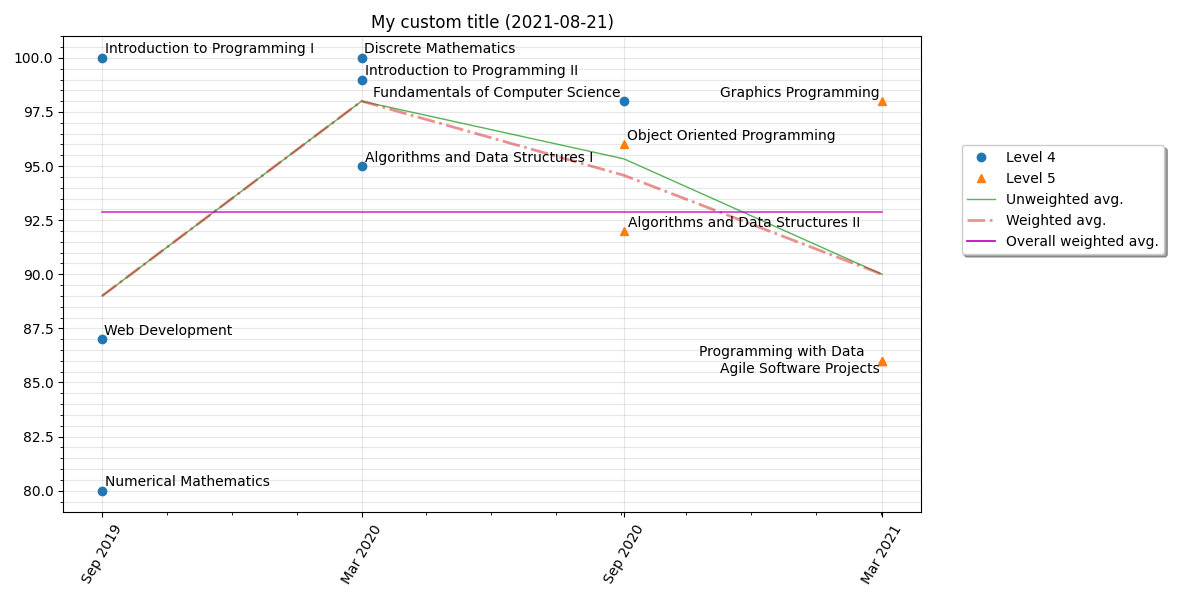 My custom title (2021-08-21)
100.0
97.5
95.0
92.5
90.0
87.5
85.0
82.5
80.0
Introduction to Programming I
Discrete Mathematics
Introduction to Programming II
Fundamentals of Computer Science
Graphics Programming
Object Oriented Programming
Algorithms and Data Structures I
Algorithms and Data Structures II
Web Development
Programming with Data
Agile Software Projects
Numerical Mathematics
Sep 2019
Mar 2020
Sep 2020
Mar 2021
Level 4
Level 5
Unweighted avg.
Weighted avg.
Overall weighted avg.